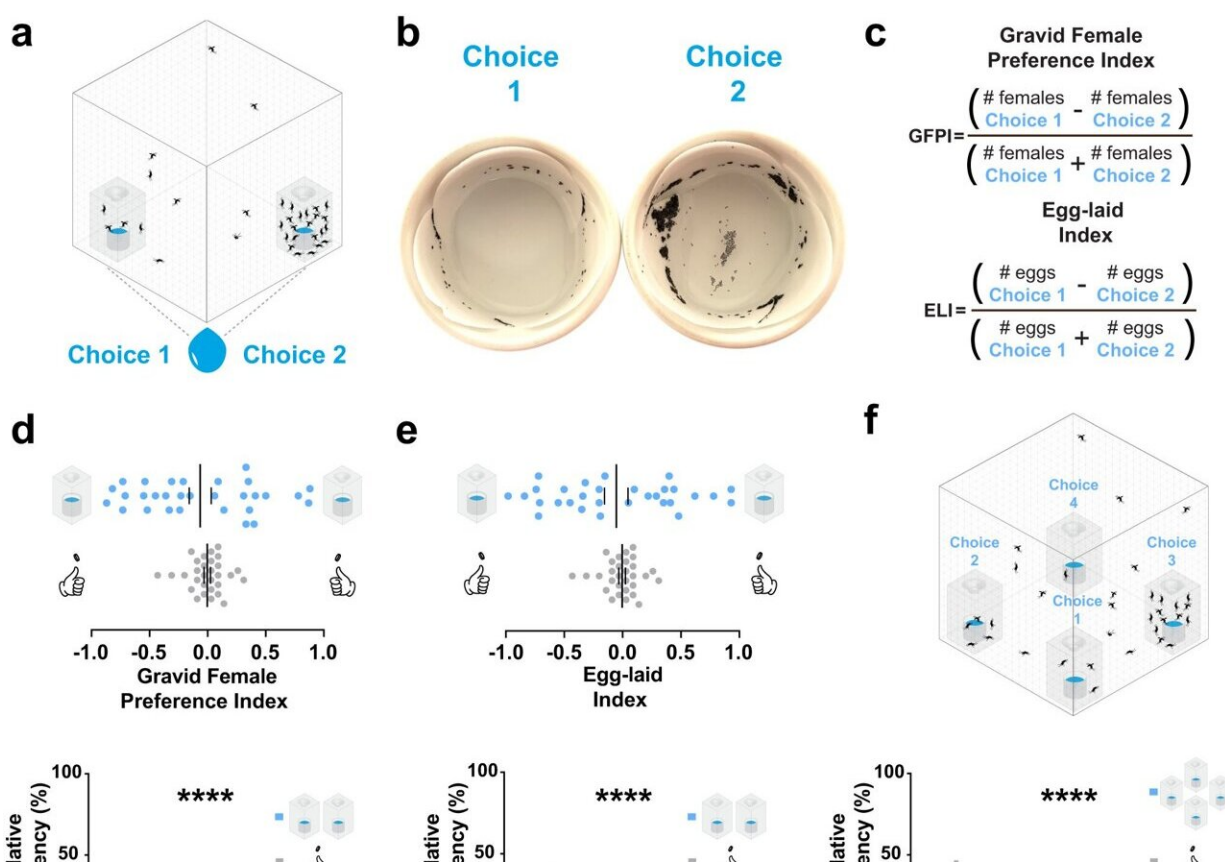 a
Choice 1
Choice 2
b
Choice
1
Choice
2
c
Gravid Female
Preference Index
GFPI=
# females - # females
Choice 1 Choice 2
# females + # females
Choice 1 Choice 2
Egg-laid
Index
ELI=
# eggs - # eggs
Choice 1 Choice 2
# eggs + # eggs
Choice 1 Choice 2
d
-1.0 -0.5 0.0 0.5 1.0
Gravid Female
Preference Index
e
-1.0 -0.5 0.0 0.5 1.0
Egg-laid
Index
f
Choice
4
Choice
2
Choice
3
Choice
1
100
****
50
100
****
50
100
****
50